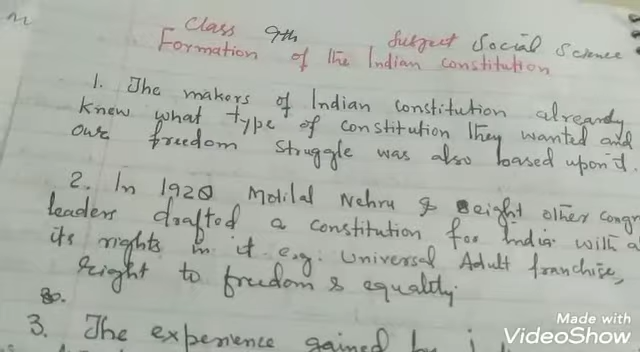 Class 9th Subject Social Science
Formation of the Indian constitution
1. The makers of Indian constitution already
knew what type of constitution they wanted and
our freedom struggle was also based upon it.
2. In 1928 Motilal Nehru & eight other congr
leaders drafted a constitution for India with a
its rights in it e.g. Universal Adult franchise,
Right to freedom & equality.
3. The experience gained by
Made with
VideoShow